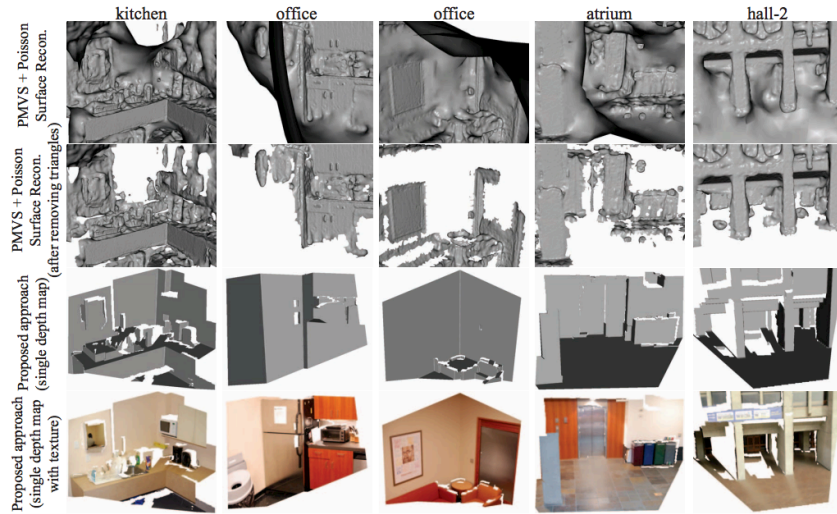 kitchen office office atrium hall-2
PMVS + Poisson
Surface Recon.
PMVS + Poisson
Surface Recon.
(after removing triangles)
Proposed approach
(single depth map)
Proposed approach
(single depth map
with texture)